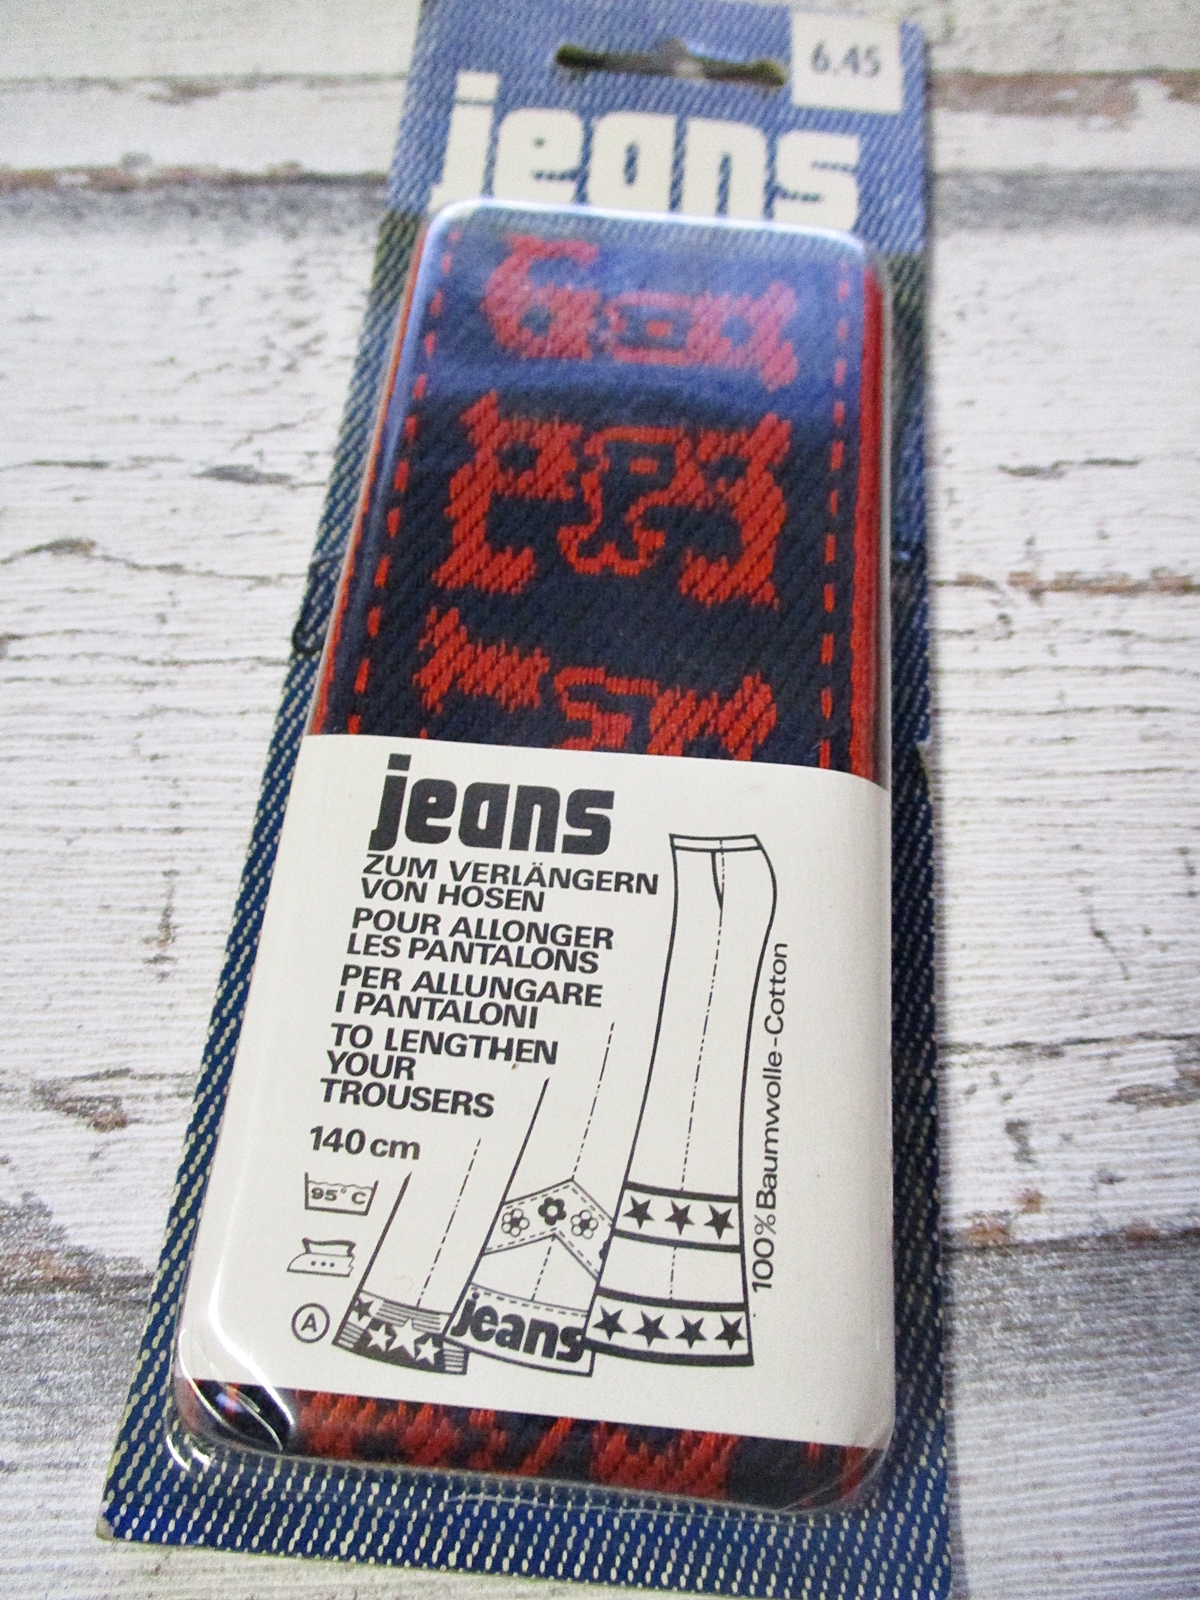 6.45
jeans
jeans
ZUM VERLÄNGERN
VON HOSEN
POUR ALLONGER
LES PANTALONS
PER ALLUNGARE
I PANTALONI
TO LENGTHEN
YOUR
TROUSERS
140 cm
95°C
A
jeans
100% Baumwolle-Cotton